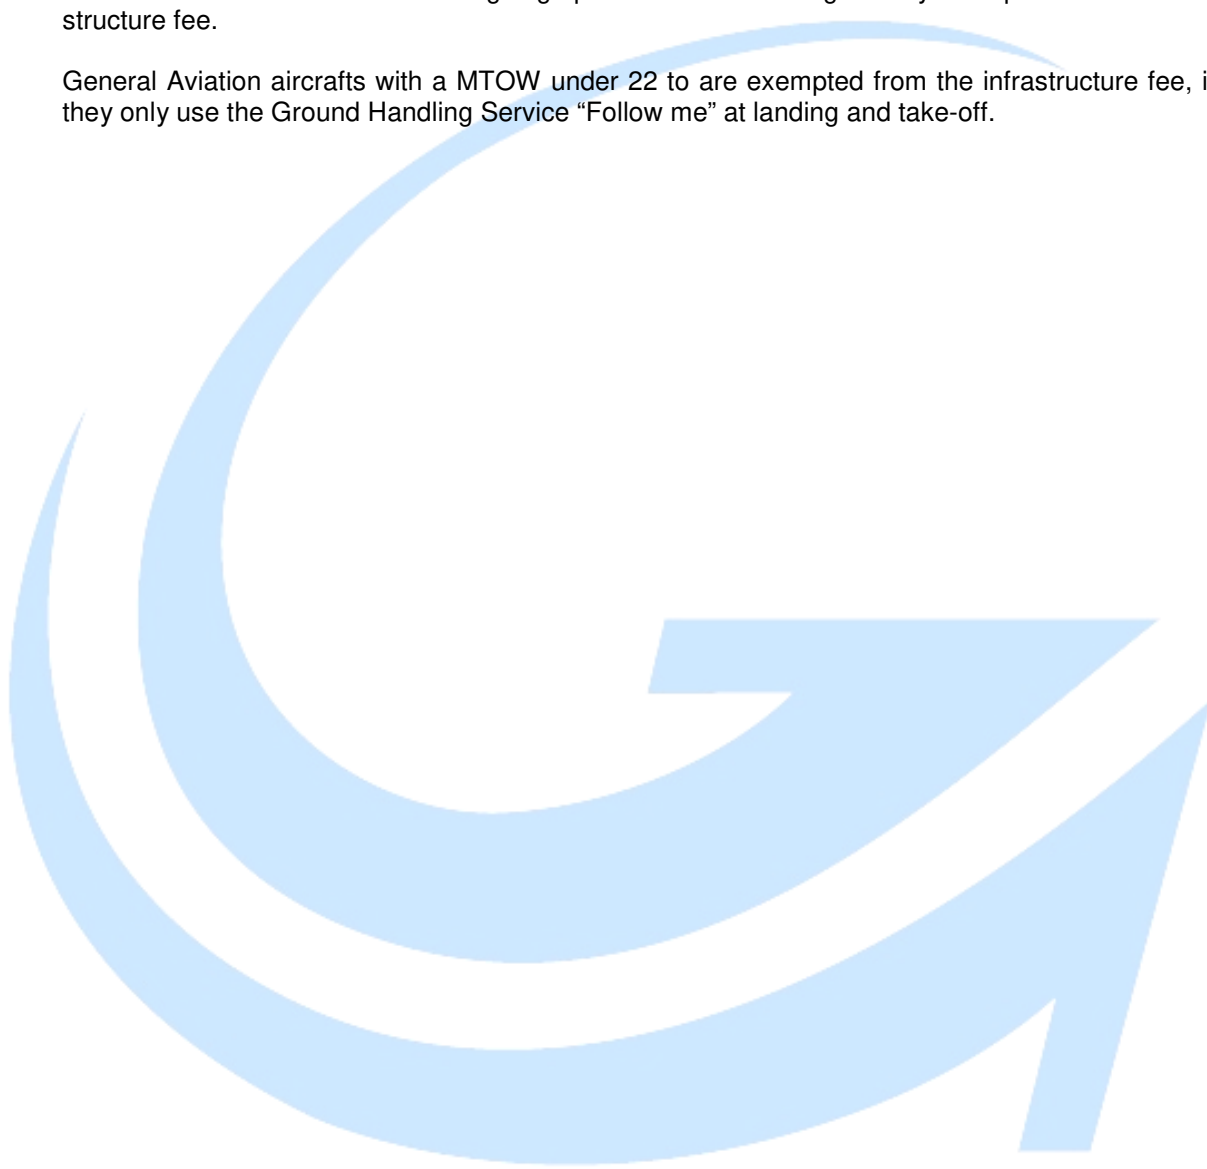 structure fee.
General Aviation aircrafts with a MTOW under 22 to are exempted from the infrastructure fee, i
they only use the Ground Handling Service “Follow me” at landing and take-off.